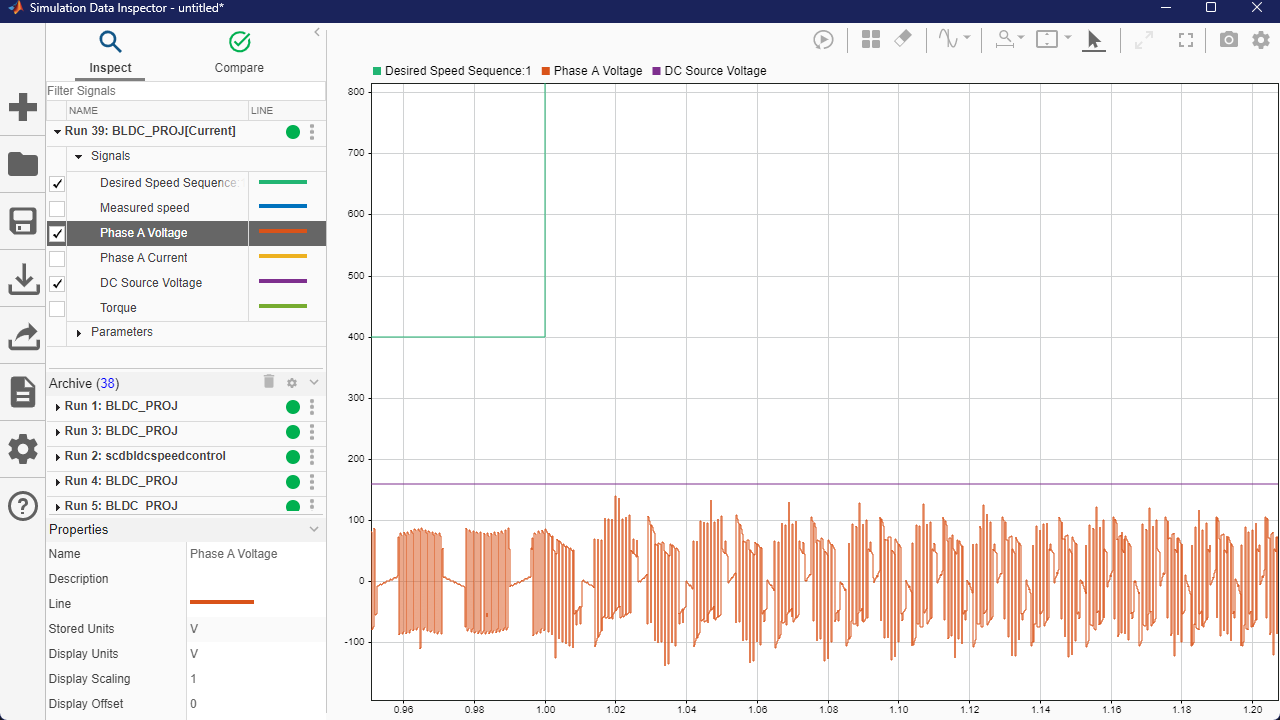 Simulation Data Inspector - untitled*
Inspect
Compare
Filter Signals
NAME
LINE
Run 39: BLDC_PROJ[Current]
Signals
Desired Speed Sequence:
Measured speed
Phase A Voltage
Phase A Current
DC Source Voltage
Torque
Parameters
Archive (38)
Run 1: BLDC_PROJ
Run 3: BLDC_PROJ
Run 2: scdbldcspeedcontrol
Run 4: BLDC_PROJ
Run 5: BLDC_PROJ
Properties
Name Phase A Voltage
Description
Line
Stored Units V
Display Units V
Display Scaling 1
Display Offset 0
Desired Speed Sequence:1 Phase A Voltage DC Source Voltage
800
700
600
500
400
300
200
100
0
-100
0.96 0.98 1.00 1.02 1.04 1.06 1.08 1.10 1.12 1.14 1.16 1.18 1.20